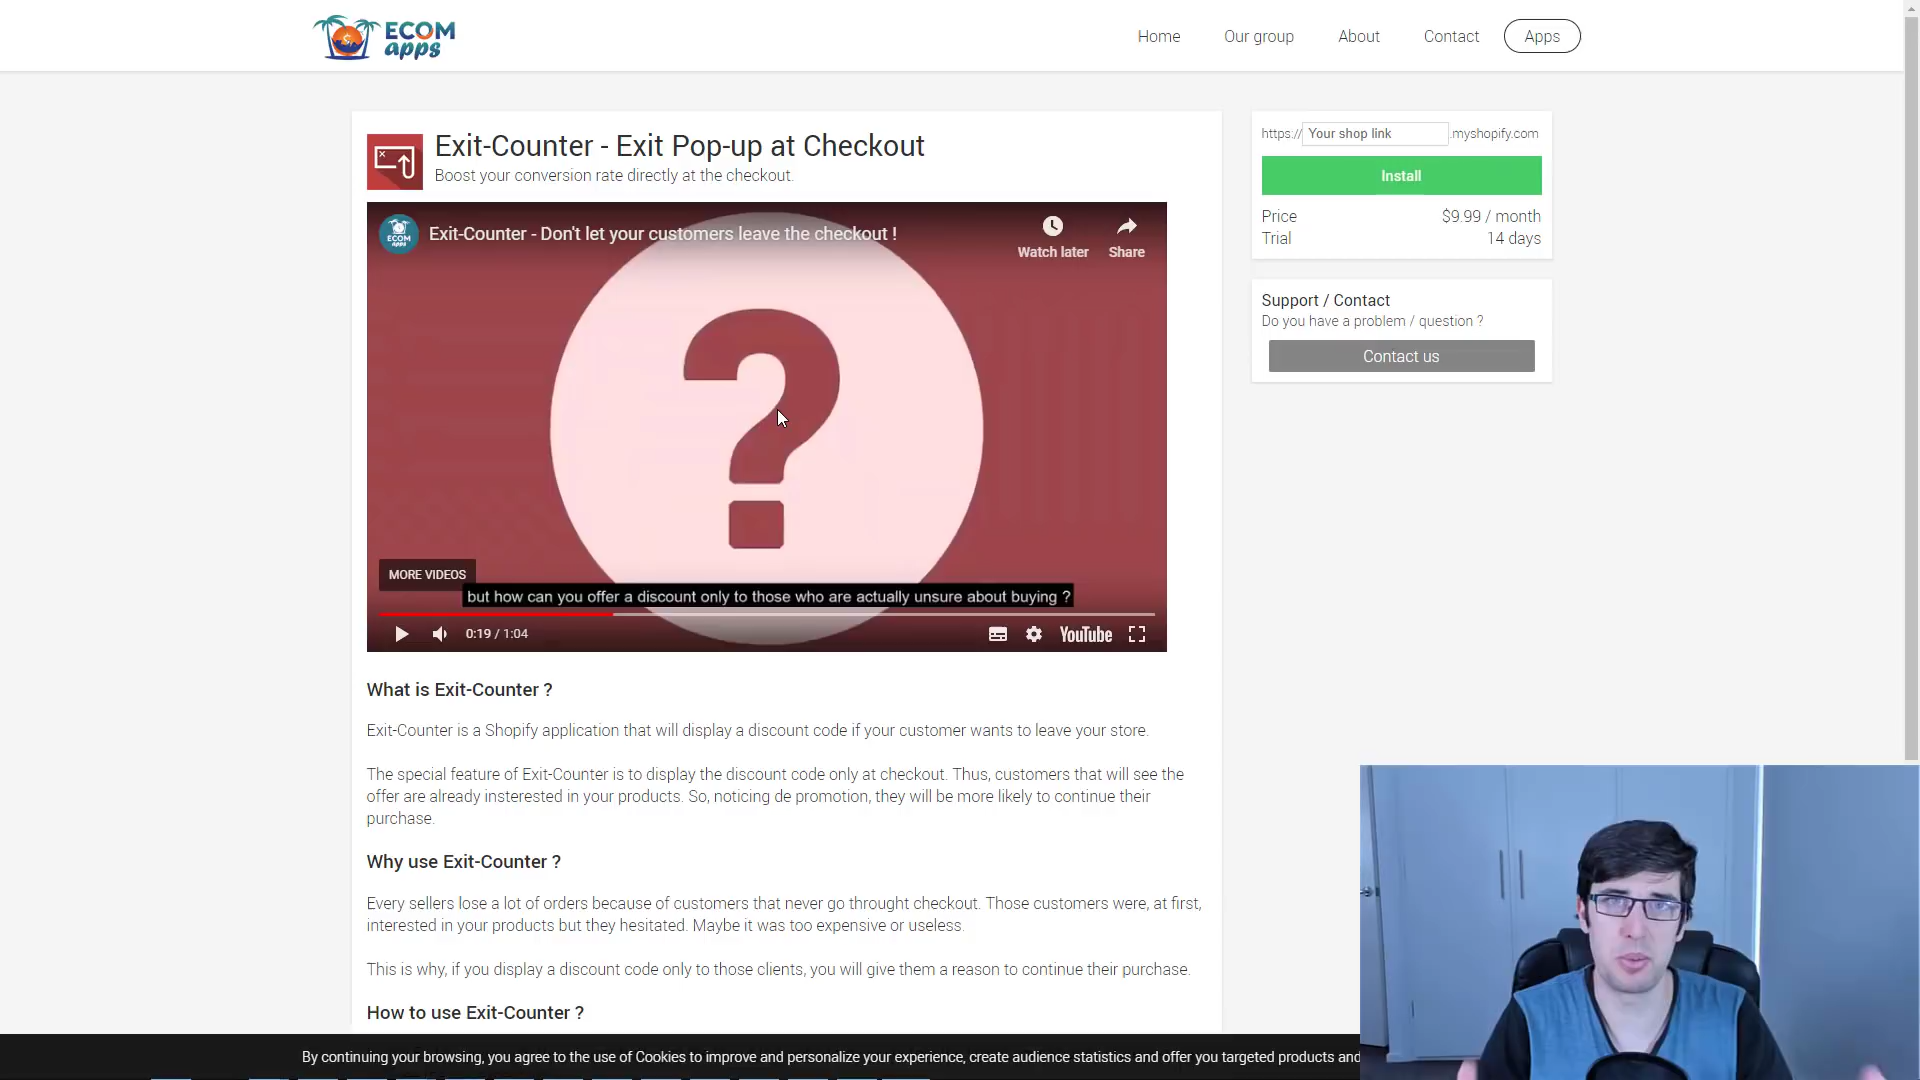 ECOM
apps
Home
Our group
About
Contact
Apps
Exit-Counter - Exit Pop-up at Checkout
Boost your conversion rate directly at the checkout.
ECOM
Exit-Counter - Don't let your customers leave the checkout !
Watch later
Share
?
MORE VIDEOS
but how can you offer a discount only to those who are actually unsure about buying ?
0:19 / 1:04
YouTube
https://
Your shop link
.myshopify.com
Install
Price
$9.99 / month
Trial
14 days
Support / Contact
Do you have a problem / question ?
Contact us
What is Exit-Counter ?
Exit-Counter is a Shopify application that will display a discount code if your customer wants to leave your store.
The special feature of Exit-Counter is to display the discount code only at checkout. Thus, customers that will see the
offer are already insterested in your products. So, noticing de promotion, they will be more likely to continue their
purchase.
Why use Exit-Counter ?
Every sellers lose a lot of orders because of customers that never go throught checkout. Those customers were, at first,
interested in your products but they hesitated. Maybe it was too expensive or useless.
This is why, if you display a discount code only to those clients, you will give them a reason to continue their purchase.
How to use Exit-Counter ?
By continuing your browsing, you agree to the use of Cookies to improve and personalize your experience, create audience statistics and offer you targeted products and